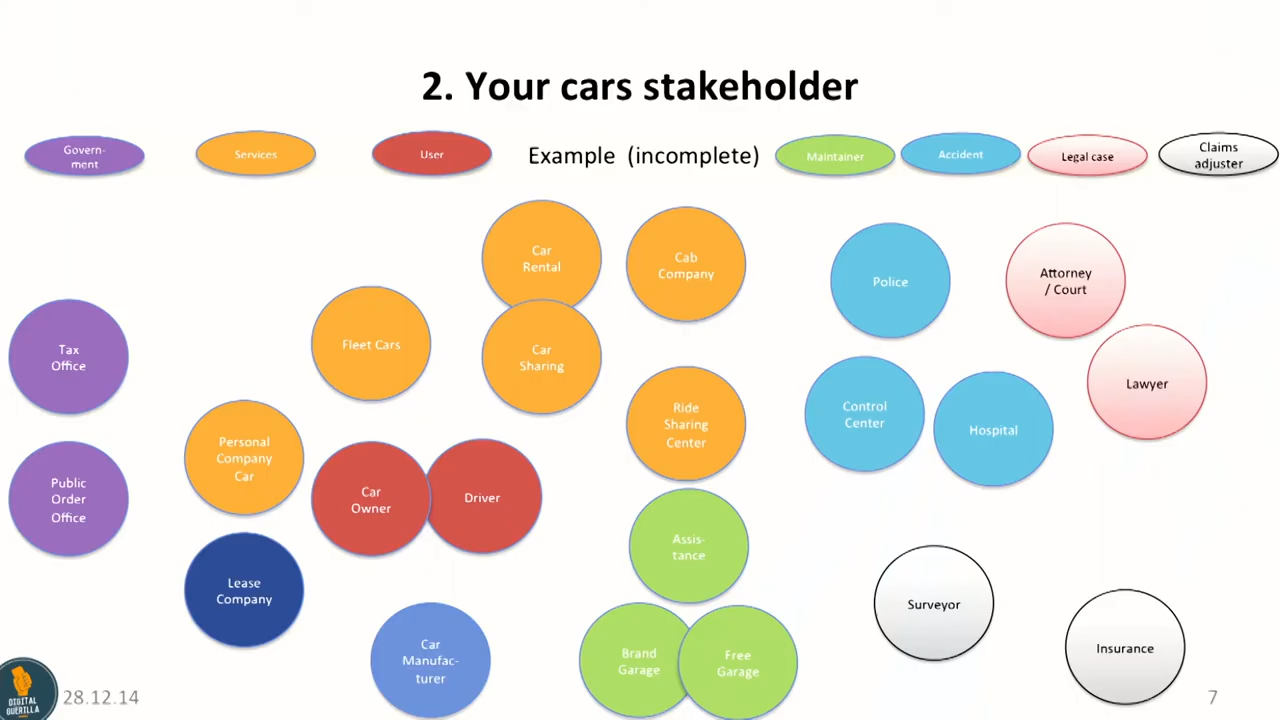 2. Your cars stakeholder
Govern-
ment
Services
User
Example (incomplete)
Maintainer
Accident
Legal case
Claims
adjuster
Car
Rental
Cab
Company
Police
Attorney
/ Court
Tax
Office
Fleet Cars
Car
Sharing
Lawyer
Ride
Sharing
Center
Control
Center
Hospital
Personal
Company
Car
Public
Order
Office
Car
Owner
Driver
Assis-
tance
Lease
Company
Surveyor
Car
Manufac-
turer
Brand
Garage
Free
Garage
Insurance
DIGITAL
GUERILLA
28.12.14
7